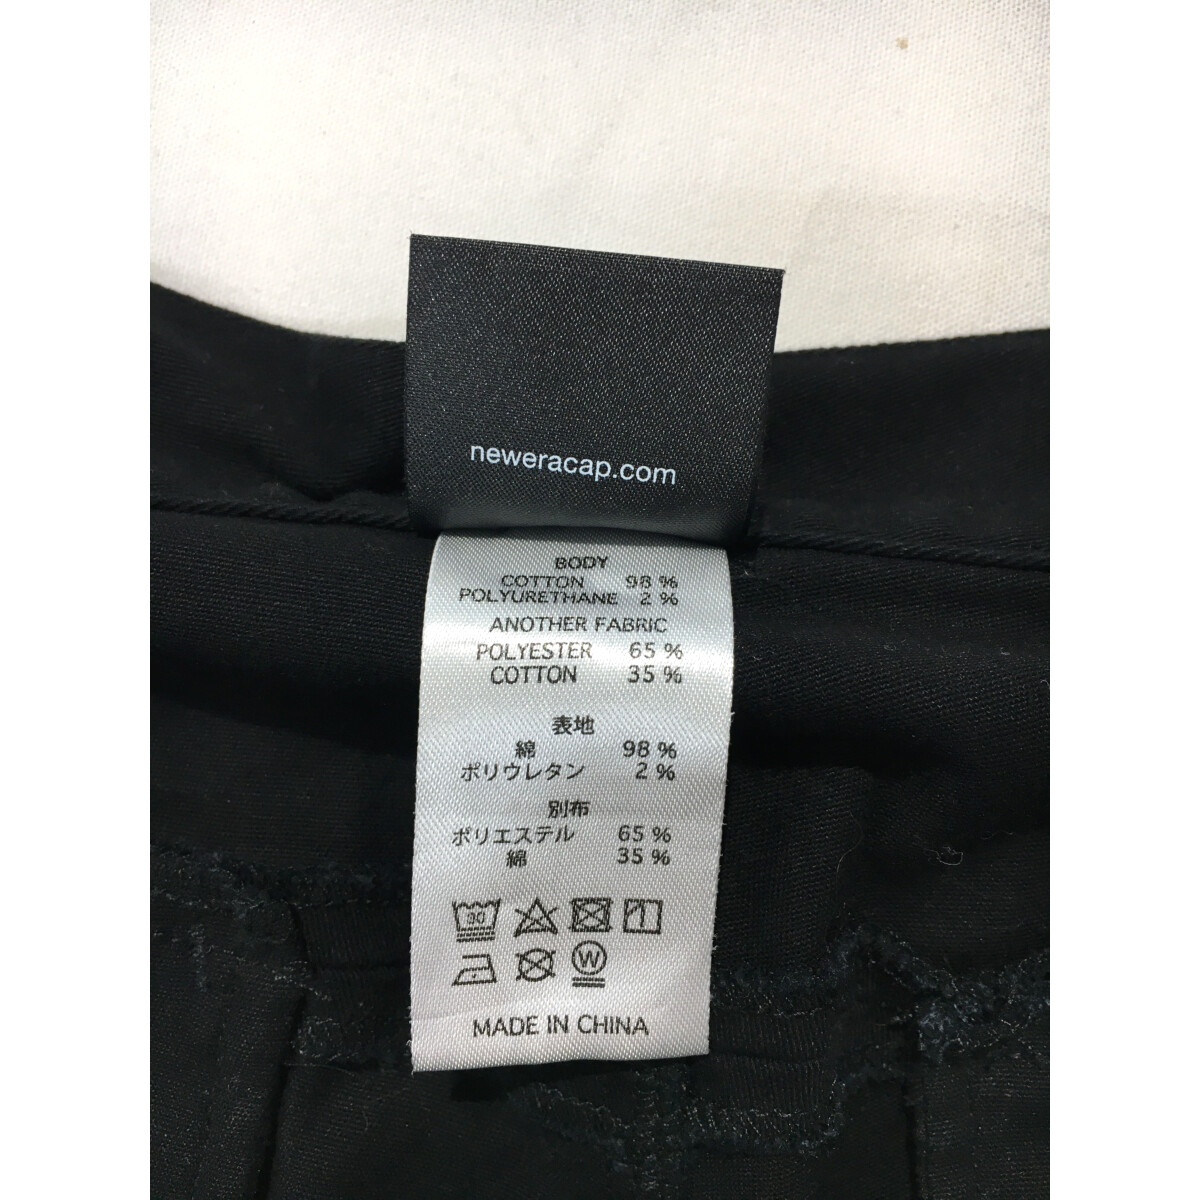 neweracap.com
BODY
COTTON 98 %
POLYURETHANE 2 %
ANOTHER FABRIC
POLYESTER 65 %
COTTON 35 %
表地
綿 98 %
ポリウレタン 2 %
別布
ポリエステル 65 %
綿 35 %
30
W
MADE IN CHINA